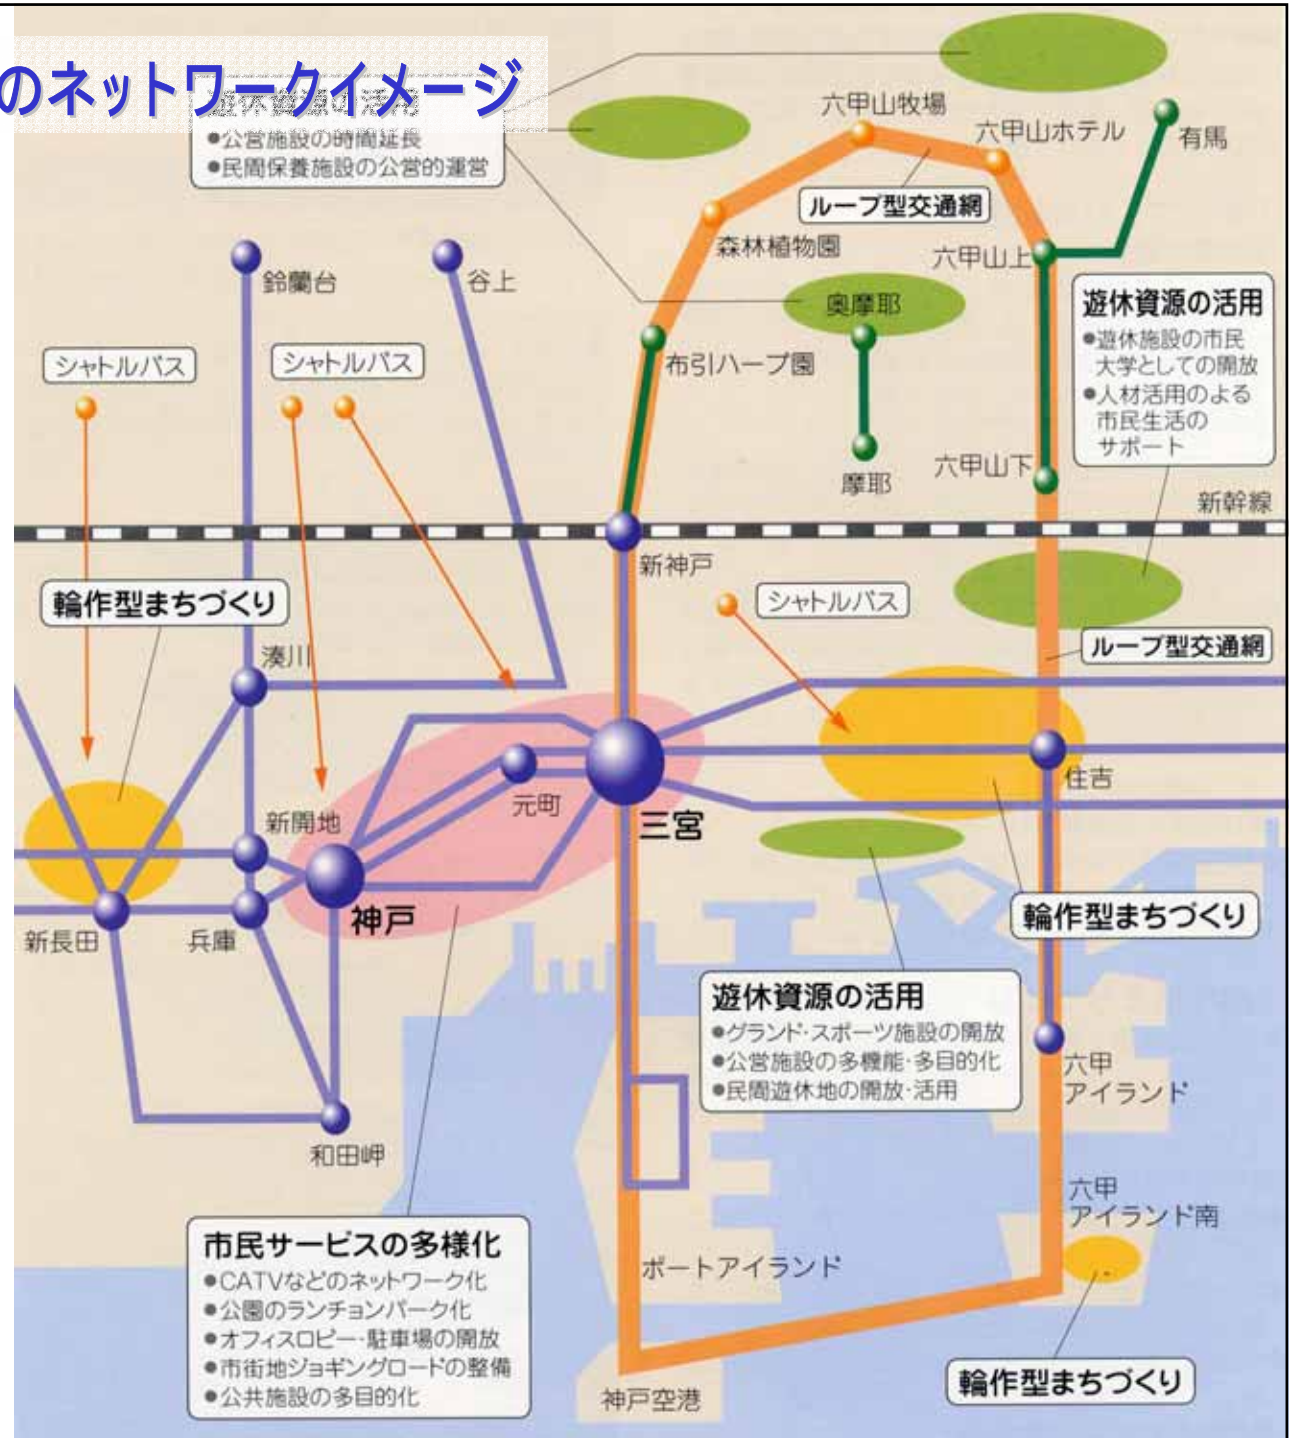 のネットワークイメージ
遊休資源の活用
●公営施設の時間延長
●民間保養施設の公営的運営
六甲山牧場
六甲山ホテル
有馬
ループ型交通網
森林植物園
六甲山上
鈴蘭台
谷上
奥摩耶
遊休資源の活用
●遊休施設の市民
大学としての開放
●人材活用のよる
市民生活の
サポート
シャトルバス
シャトルバス
布引ハーブ園
摩耶
六甲山下
新幹線
新神戸
輪作型まちづくり
シャトルバス
湊川
ループ型交通網
新開地
元町
三宮
住吉
神戸
新長田
兵庫
輪作型まちづくり
遊休資源の活用
●グランド・スポーツ施設の開放
●公営施設の多機能・多目的化
●民間遊休地の開放・活用
六甲
アイランド
和田岬
六甲
アイランド南
市民サービスの多様化
●CATVなどのネットワーク化
●公園のランチョンパーク化
●オフィスロビー・駐車場の開放
●市街地ジョギングロードの整備
●公共施設の多目的化
ポートアイランド
輪作型まちづくり
神戸空港